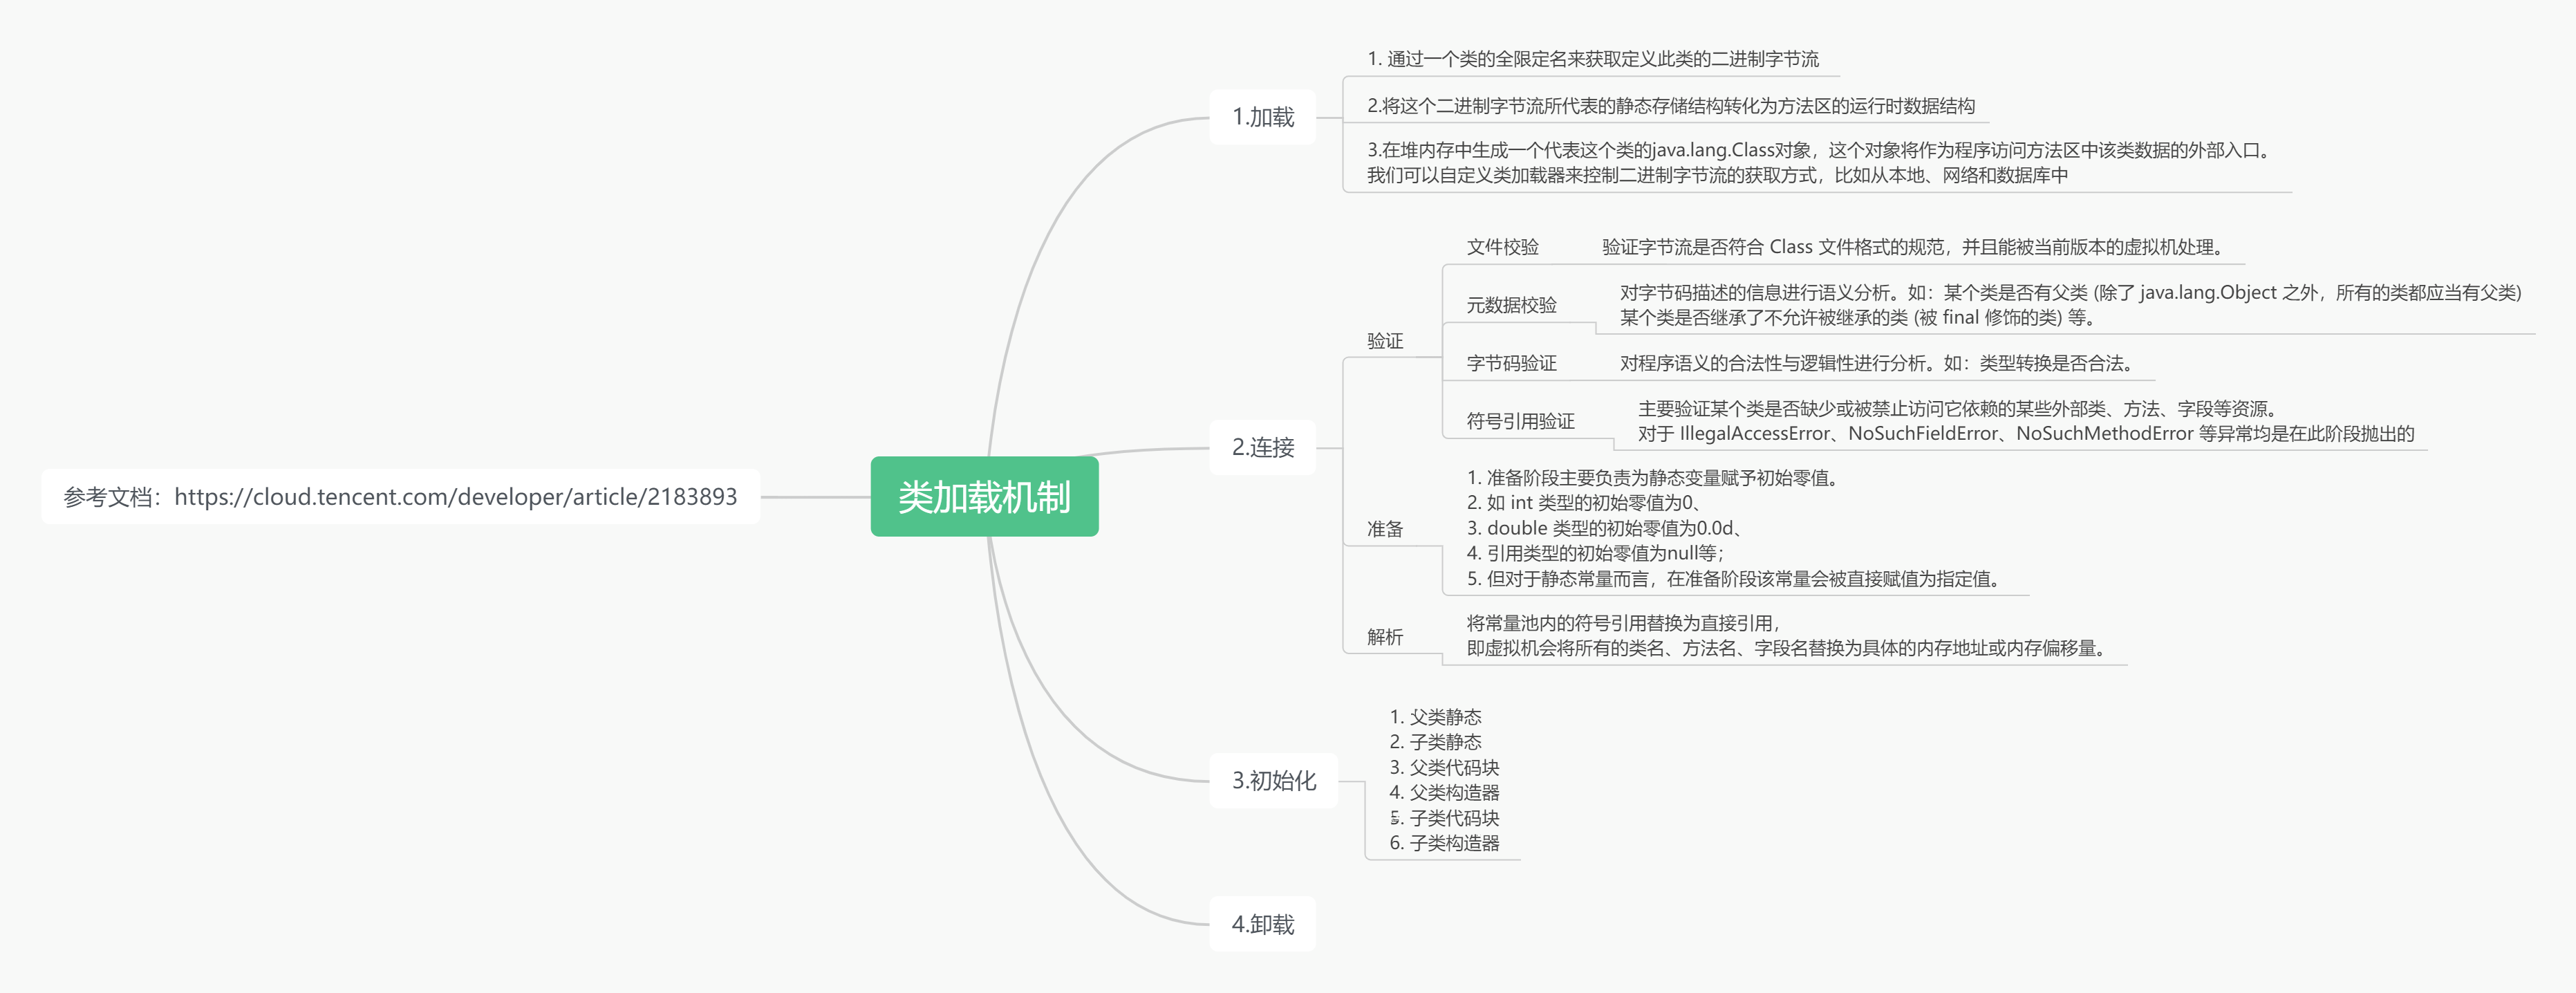 参考文档：https://cloud.tencent.com/developer/article/2183893
类加载机制
1.加载
1. 通过一个类的全限定名来获取定义此类的二进制字节流
2.将这个二进制字节流所代表的静态存储结构转化为方法区的运行时数据结构
3.在堆内存中生成一个代表这个类的java.lang.Class对象，这个对象将作为程序访问方法区中该类数据的外部入口。
我们可以自定义类加载器来控制二进制字节流的获取方式，比如从本地、网络和数据库中
2.连接
验证
文件校验
验证字节流是否符合 Class 文件格式的规范，并且能被当前版本的虚拟机处理。
元数据校验
对字节码描述的信息进行语义分析。如：某个类是否有父类 (除了 java.lang.Object 之外，所有的类都应当有父类)
某个类是否继承了不允许被继承的类 (被 final 修饰的类) 等。
字节码验证
对程序语义的合法性与逻辑性进行分析。如：类型转换是否合法。
符号引用验证
主要验证某个类是否缺少或被禁止访问它依赖的某些外部类、方法、字段等资源。
对于 IllegalAccessError、NoSuchFieldError、NoSuchMethodError 等异常均是在此阶段抛出的
准备
1. 准备阶段主要负责为静态变量赋予初始零值。
2. 如 int 类型的初始零值为0、
3. double 类型的初始零值为0.0d、
4. 引用类型的初始零值为null等；
5. 但对于静态常量而言，在准备阶段该常量会被直接赋值为指定值。
解析
将常量池内的符号引用替换为直接引用，
即虚拟机会将所有的类名、方法名、字段名替换为具体的内存地址或内存偏移量。
3.初始化
1. 父类静态
2. 子类静态
3. 父类代码块
4. 父类构造器
5. 子类代码块
6. 子类构造器
4.卸载